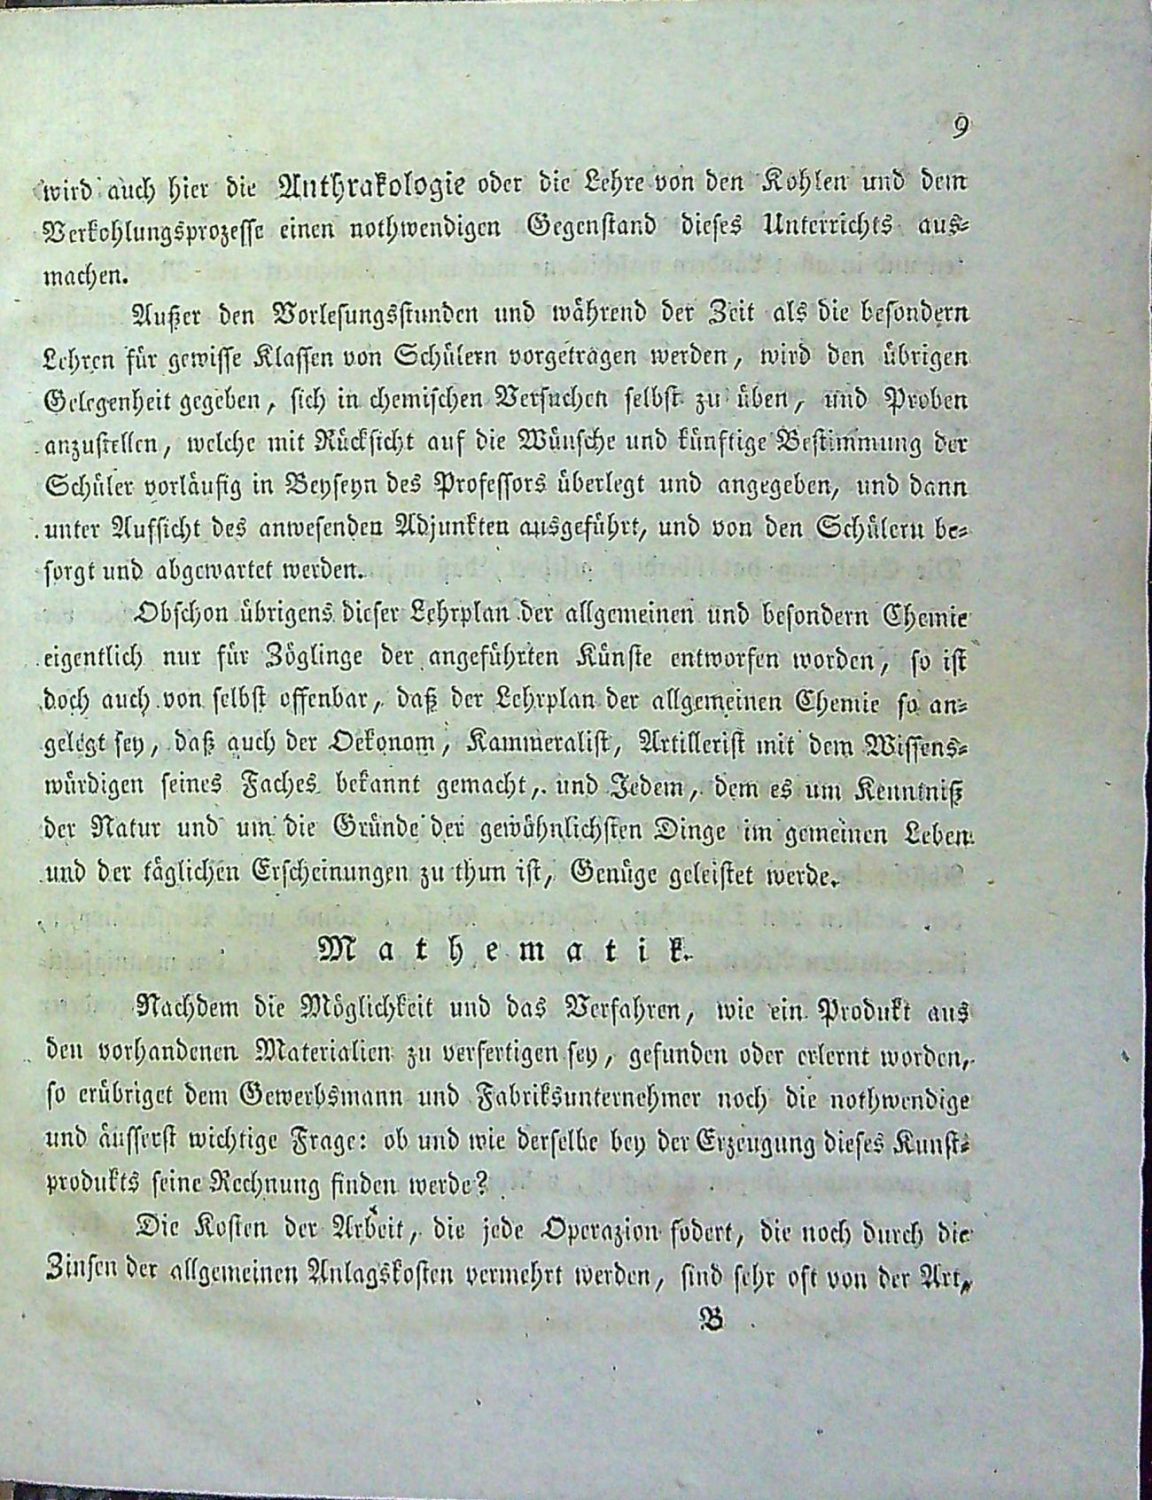 9
wird auch hier die Anthrakologie oder die Lehre von den Kohlen und dem
Verkohlungsprozesse einen nothwendigen Gegenstand dieses Unterrichts aus-
machen.
Außer den Vorlesungsstunden und während der Zeit als die besondern
Lehren für gewisse Klassen von Schülern vorgetragen werden, wird den übrigen
Gelegenheit gegeben, sich in chemischen Versuchen selbst zu üben, und Proben
anzustellen, welche mit Rücksicht auf die Wünsche und künftige Bestimmung der
Schüler vorläufig in Beyseyn des Professors überlegt und angegeben, und dann
unter Aufsicht des anwesenden Adjunkten ausgeführt, und von den Schülern be-
sorgt und abgewartet werden.
Obschon übrigens dieser Lehrplan der allgemeinen und besondern Chemie
eigentlich nur für Zöglinge der angeführten Künste entworfen worden, so ist
doch auch von selbst offenbar, daß der Lehrplan der allgemeinen Chemie so an-
gelegt sey, daß auch der Oekonom, Kammeralist, Artillerist mit dem Wissens-
würdigen seines Faches bekannt gemacht, und Jedem, dem es um Kenntniß
der Natur und um die Gründe der gewöhnlichsten Dinge im gemeinen Leben
und der täglichen Erscheinungen zu thun ist, Genüge geleistet werde.
Mathematik.
Nachdem die Möglichkeit und das Verfahren, wie ein Produkt aus
den vorhandenen Materialien zu verfertigen sey, gefunden oder erlernt worden,
so erübriget dem Gewerbsmann und Fabriksunternehmer noch die nothwendige
und äusserst wichtige Frage: ob und wie derselbe bey der Erzeugung dieses Kunst-
produkts seine Rechnung finden werde?
Die Kosten der Arbeit, die jede Operazion fodert, die noch durch die
Zinsen der allgemeinen Anlagskosten vermehrt werden, sind sehr oft von der Art,
B